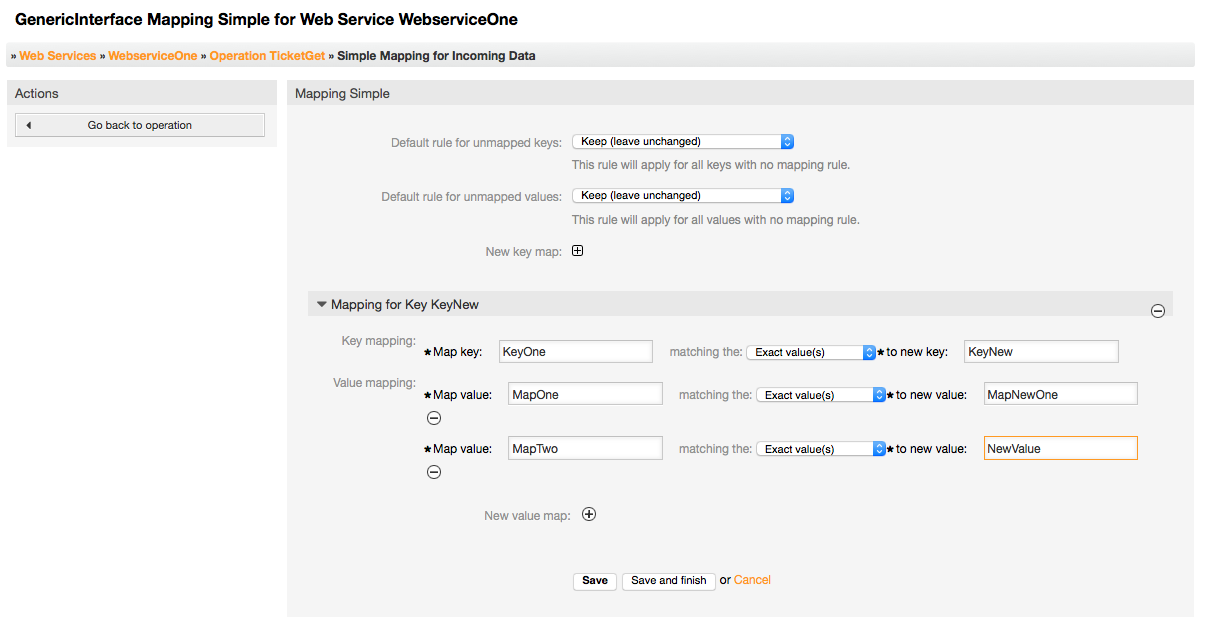 GenericInterface Mapping Simple for Web Service WebserviceOne
» Web Services » WebserviceOne » Operation TicketGet » Simple Mapping for Incoming Data
Actions
Go back to operation
Mapping Simple
Default rule for unmapped keys: Keep (leave unchanged)
This rule will apply for all keys with no mapping rule.
Default rule for unmapped values: Keep (leave unchanged)
This rule will apply for all values with no mapping rule.
New key map:
Mapping for Key KeyNew
Key mapping: * Map key: KeyOne matching the: Exact value(s) * to new key: KeyNew
Value mapping: * Map value: MapOne matching the: Exact value(s) * to new value: MapNewOne
* Map value: MapTwo matching the: Exact value(s) * to new value: NewValue
New value map:
Save Save and finish or Cancel